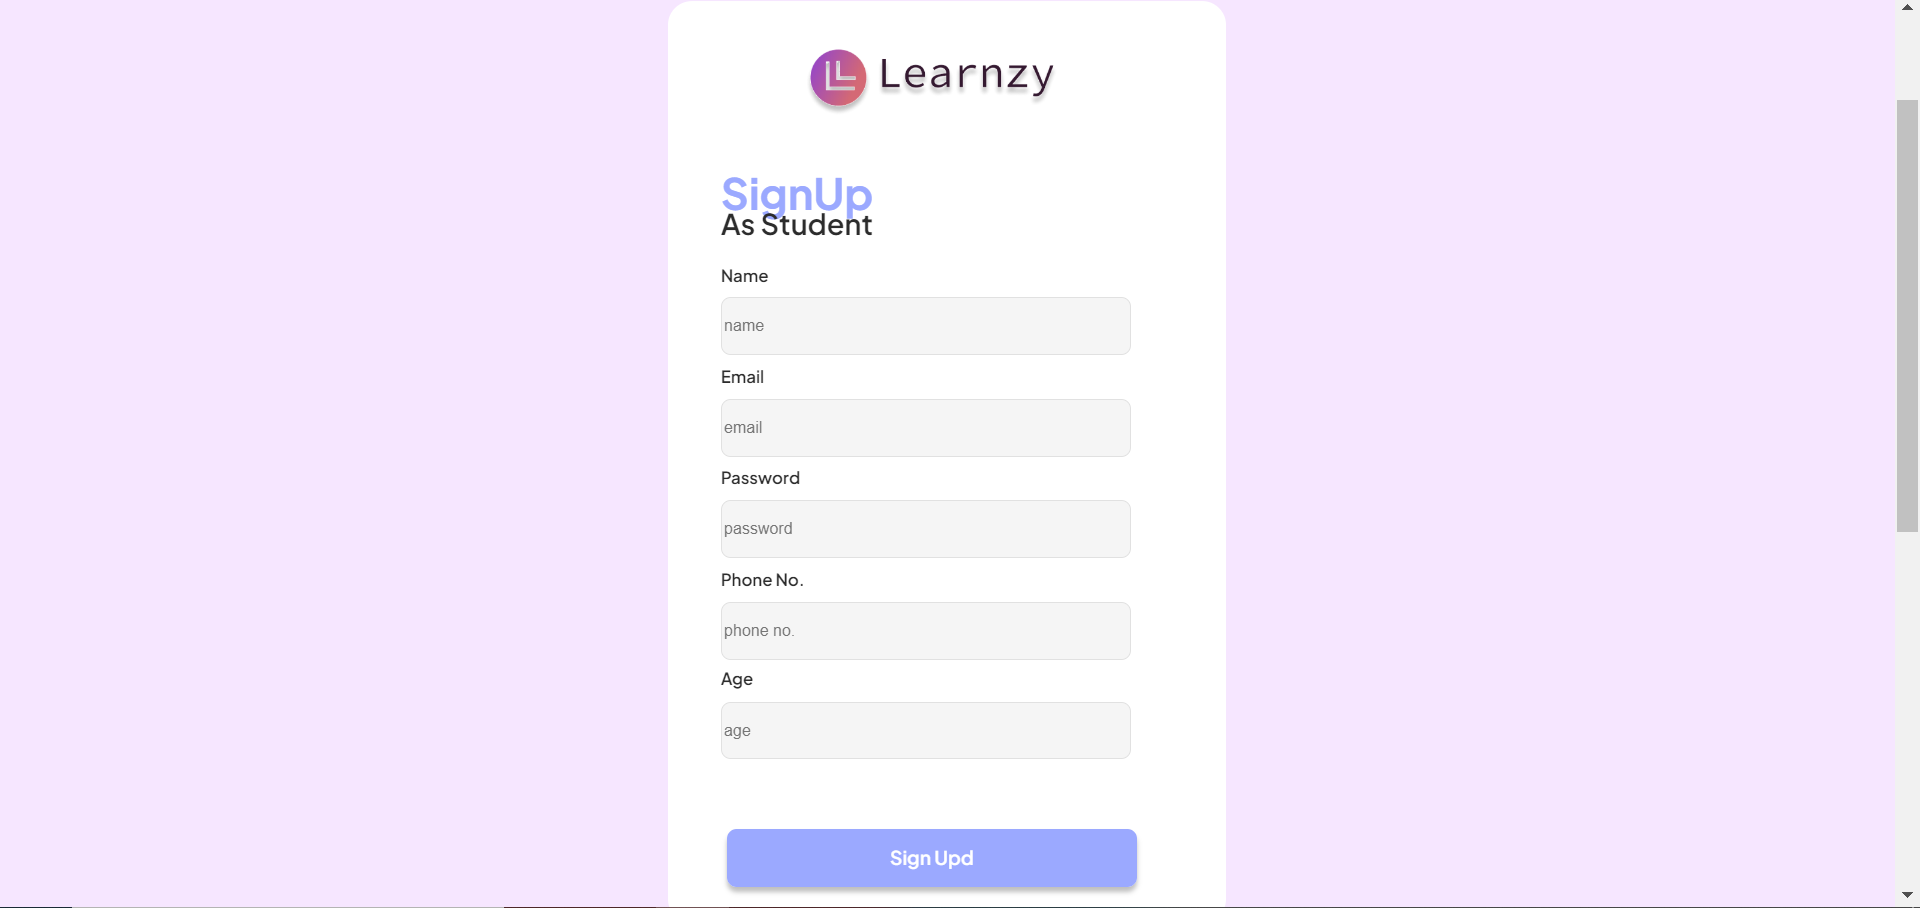 Learnzy
SignUp
As Student
Name
name
Email
email
Password
password
Phone No.
phone no.
Age
age
Sign Upd